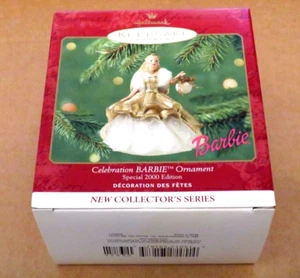 Hallmark
KEEPSAKE
Barbie
Celebration BARBIE™ Ornament
Special 2000 Edition
DÉCORATION DES FÊTES
NEW COLLECTOR'S SERIES